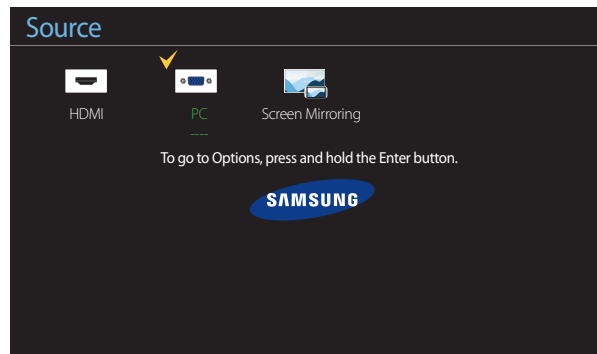 Source
HDMI
PC
Screen Mirroring
----
To go to Options, press and hold the Enter button.
SAMSUNG